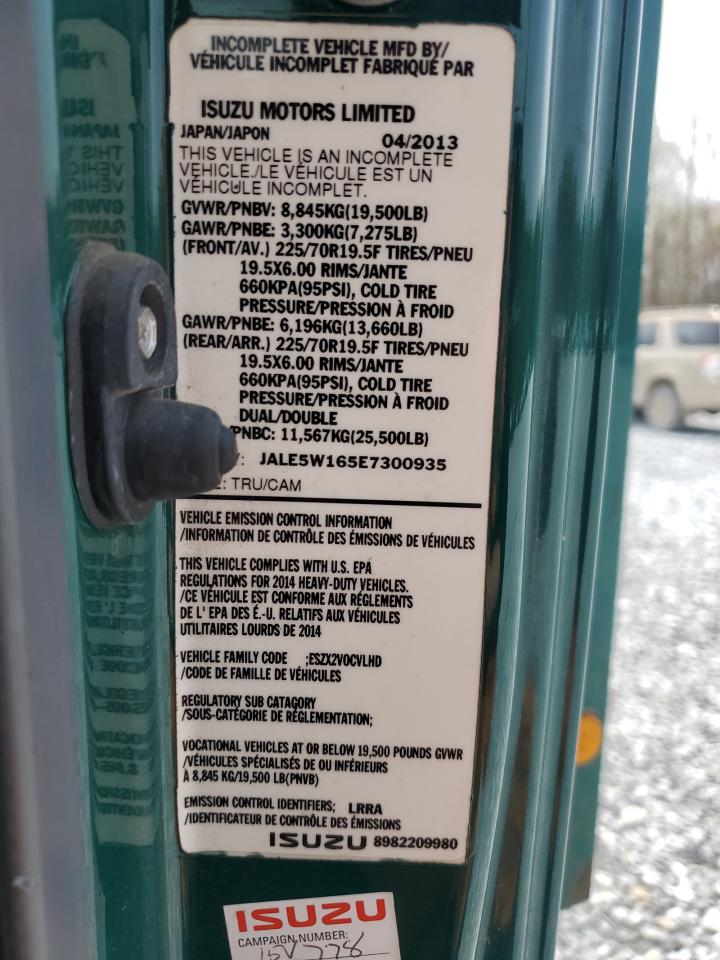 INCOMPLETE VEHICLE MFD BY/
VÉHICULE INCOMPLET FABRIQUÉ PAR
ISUZU MOTORS LIMITED
JAPAN/JAPON 04/2013
THIS VEHICLE IS AN INCOMPLETE
VEHICLE./LE VÉHICULE EST UN
VÉHICULE INCOMPLET.
GVWR/PNBV: 8,845KG(19,500LB)
GAWR/PNBE: 3,300KG(7,275LB)
(FRONT/AV.) 225/70R19.5F TIRES/PNEU
19.5X6.00 RIMS/JANTE
660KPA(95PSI), COLD TIRE
PRESSURE/PRESSION À FROID
GAWR/PNBE: 6,196KG(13,660LB)
(REAR/ARR.) 225/70R19.5F TIRES/PNEU
19.5X6.00 RIMS/JANTE
660KPA(95PSI), COLD TIRE
PRESSURE/PRESSION À FROID
DUAL/DOUBLE
/PNBC: 11,567KG(25,500LB)
: JALE5W165E7300935
: TRU/CAM
VEHICLE EMISSION CONTROL INFORMATION
/INFORMATION DE CONTRÔLE DES ÉMISSIONS DE VÉHICULES
THIS VEHICLE COMPLIES WITH U.S. EPA
REGULATIONS FOR 2014 HEAVY-DUTY VEHICLES.
/CE VÉHICULE EST CONFORME AUX RÉGLEMENTS
DE L' EPA DES É.-U. RELATIFS AUX VÉHICULES
UTILITAIRES LOURDS DE 2014
VEHICLE FAMILY CODE ;ESZX2VOCVLHD
/CODE DE FAMILLE DE VÉHICULES
REGULATORY SUB CATAGORY
/SOUS-CATÉGORIE DE RÉGLEMENTATION;
VOCATIONAL VEHICLES AT OR BELOW 19,500 POUNDS GVWR
/VÉHICULES SPÉCIALISÉS DE OU INFÉRIEURS
À 8,845 KG/19,500 LB(PNVB)
EMISSION CONTROL IDENTIFIERS; LRRA
/IDENTIFICATEUR DE CONTRÔLE DES ÉMISSIONS
ISUZU 8982209980
ISUZU
CAMPAIGN NUMBER:
15V778